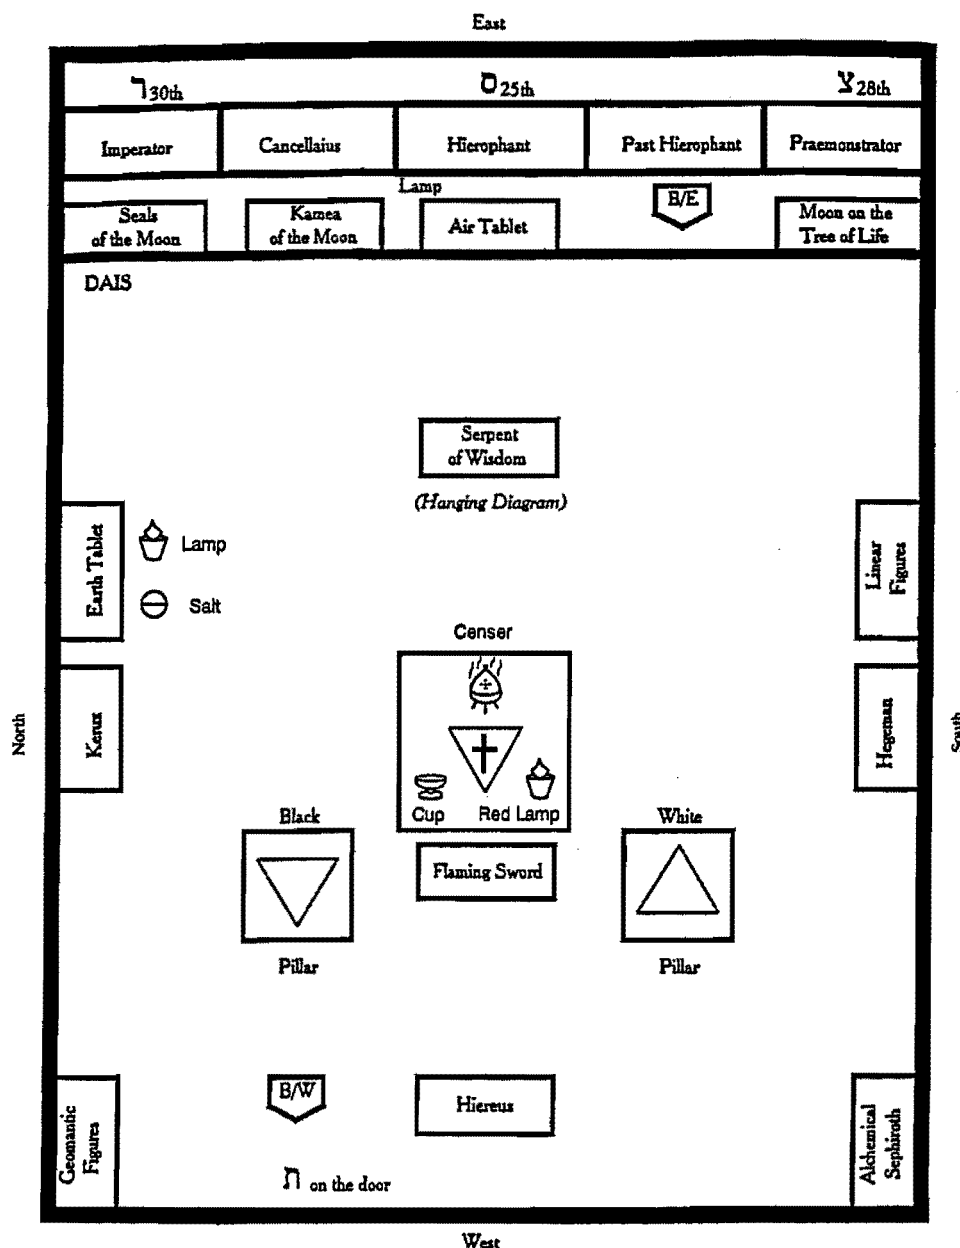 East
ר 30th
ס 25th
צ 28th
Imperator
Cancellaius
Hierophant
Past Hierophant
Praemonstrator
Lamp
B/E
Seals
of the Moon
Kamea
of the Moon
Air Tablet
Moon on the
Tree of Life
DAIS
Serpent
of Wisdom
(Hanging Diagram)
Earth Tablet
Lamp
Salt
Linear
Figures
Censer
North
Kerux
Hegeman
South
Cup
Red Lamp
Black
White
Flaming Sword
Pillar
Pillar
B/W
Hiereus
Geomantic
Figures
Alchemical
Sephiroth
ת on the door
West